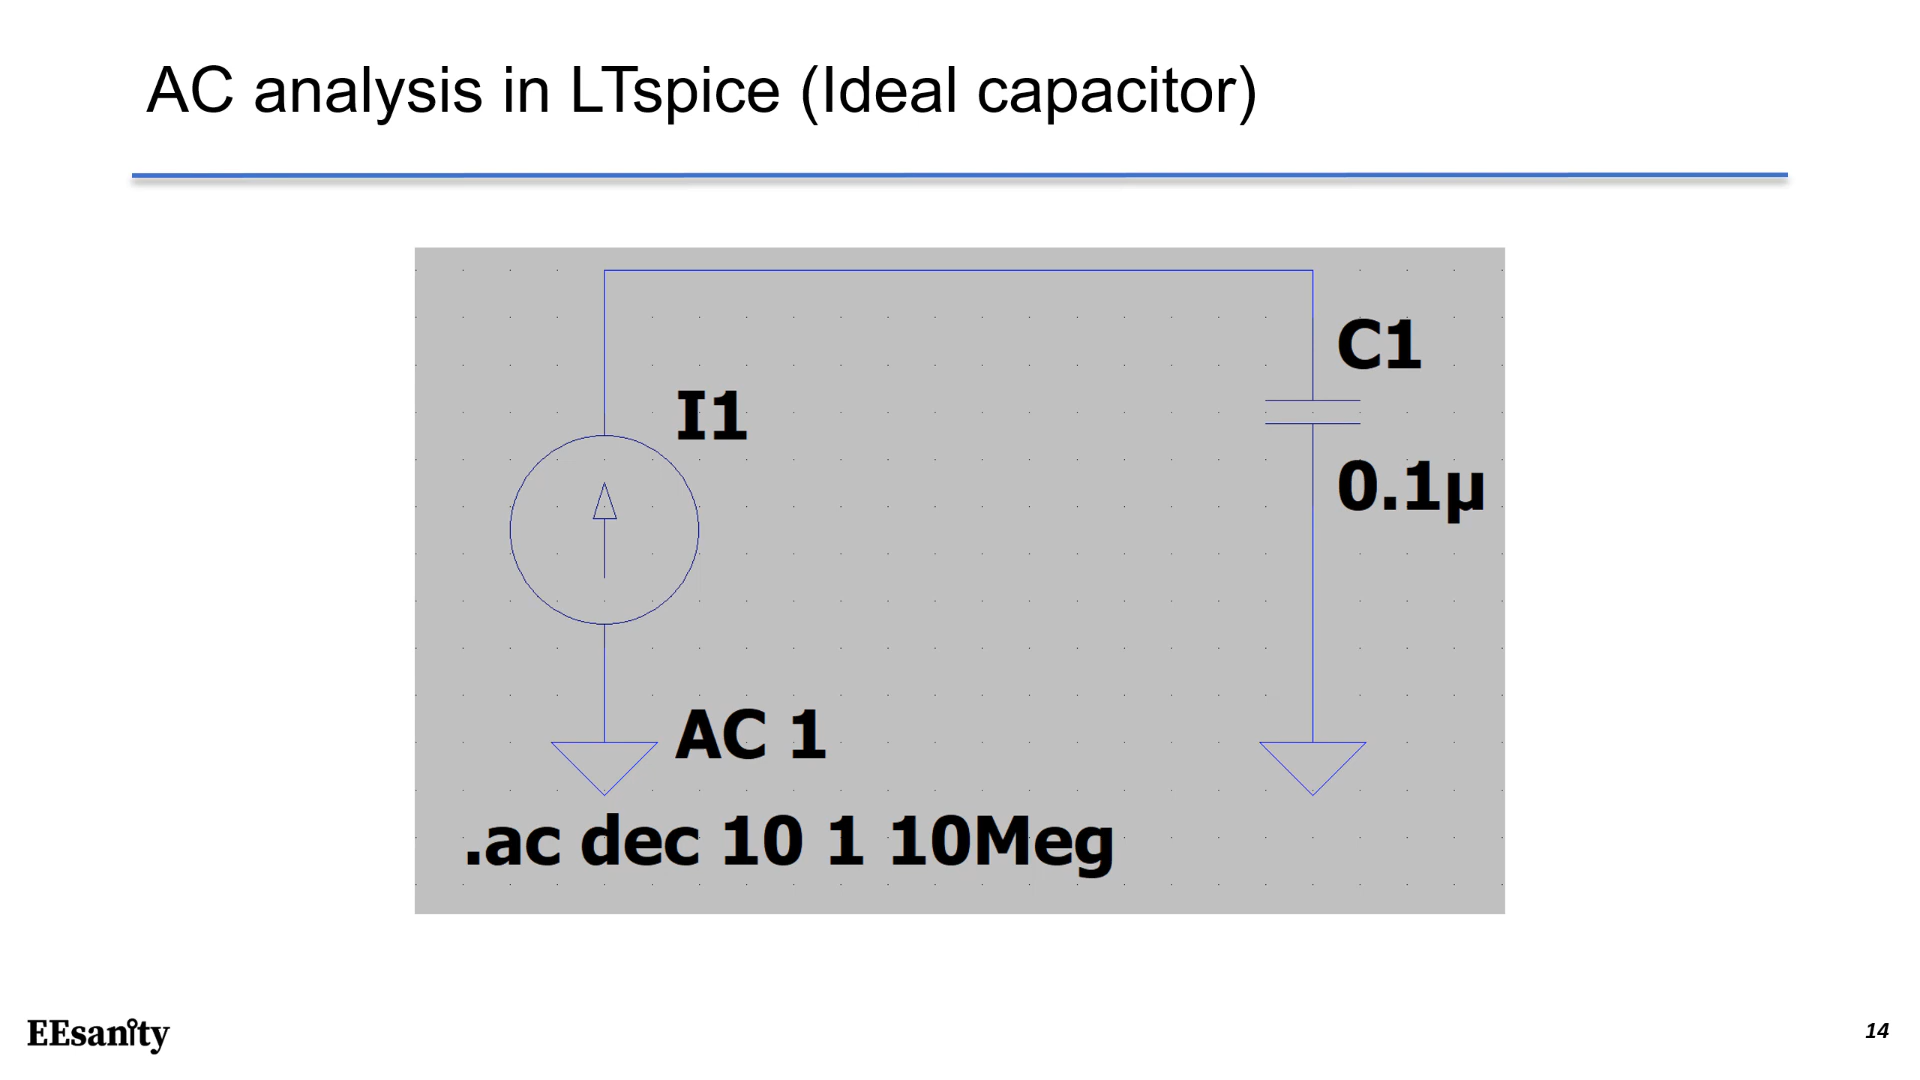 AC analysis in LTspice (Ideal capacitor)
C1
I1
0.1µ
AC 1
.ac dec 10 1 10Meg
EEsanity
14